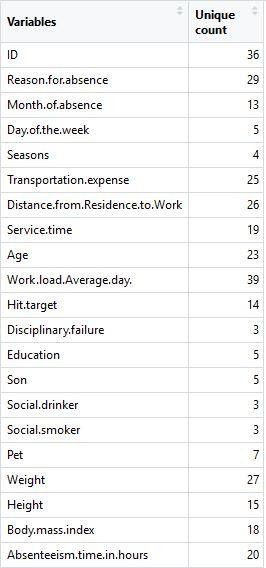 Variables Unique count
ID 36
Reason.for.absence 29
Month.of.absence 13
Day.of.the.week 5
Seasons 4
Transportation.expense 25
Distance.from.Residence.to.Work 26
Service.time 19
Age 23
Work.load.Average.day. 39
Hit.target 14
Disciplinary.failure 3
Education 5
Son 5
Social.drinker 3
Social.smoker 3
Pet 7
Weight 27
Height 15
Body.mass.index 18
Absenteeism.time.in.hours 20